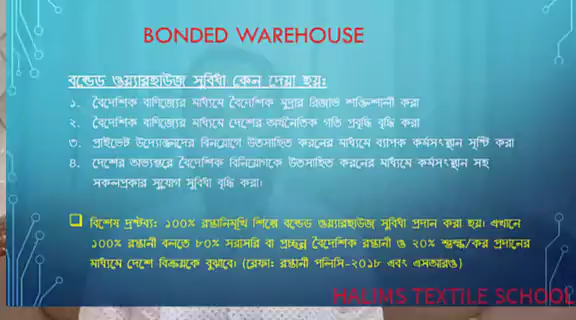 BONDED WAREHOUSE
বন্ডেড ওয়্যারহাউজ সুবিধা কেন দেয়া হয়:
১. বৈদেশিক বাণিজ্যের মাধ্যমে বৈদেশিক মুদ্রার রিজার্ভ শক্তিশালী করা
২. বৈদেশিক বাণিজ্যের মাধ্যমে দেশের অর্থনৈতিক গতি প্রবৃদ্ধি বৃদ্ধি করা
৩. প্রাইভেট উদ্যোক্তাদের বিনিয়োগে উতসাহিত করনের মাধ্যমে ব্যাপক কর্মসংস্থান সৃষ্টি করা
৪. দেশের অভ্যন্তরে বৈদেশিক বিনিয়োগকে উতসাহিত করনের মাধ্যমে কর্মসংস্থান সহ
সকলপ্রকার সুযোগ সুবিধা বৃদ্ধি করা।
বিশেষ দ্রষ্টব্য: ১০০% রপ্তানিমূখি শিল্পে বন্ডেড ওয়্যারহাউজ সুবিধা প্রদান করা হয়। এখানে
১০০% রপ্তানী বলতে ৮০% সরাসরি বা প্রচ্ছন্ন বৈদেশিক রপ্তানী ও ২০% শুল্ক/কর প্রদানের
মাধ্যমে দেশে বিক্রয়কে বুঝাবে। (রেফা: রপ্তানী পলিসি-২০১৮ এবং এসআরও)
HALIMS TEXTILE SCHOOL